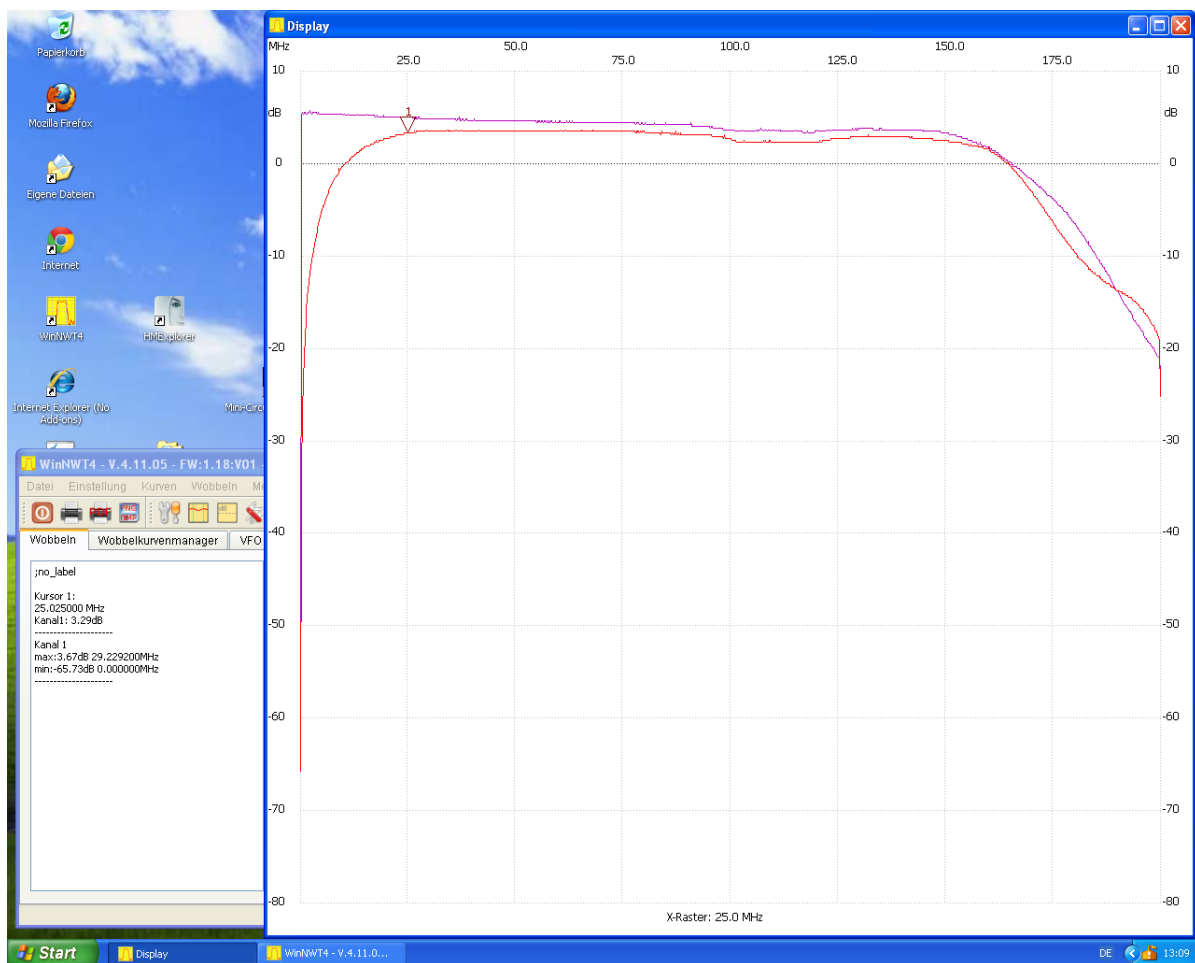 Papierkorb
Mozilla Firefox
Eigene Dateien
Internet
WinNWT4
HMExplorer
Internet Explorer (No
Add-ons)
Mini-Circ
Display
MHz
50.0
100.0
150.0
25.0
75.0
125.0
175.0
10
10
dB
dB
1
0
0
-10
-10
-20
-20
-30
-30
-40
-40
-50
-50
-60
-60
-70
-70
-80
-80
X-Raster: 25.0 MHz
WinNWT4 - V.4.11.05 - FW:1.18:V01 -
Datei Einstellung Kurven Wobbeln Me
Wobbeln Wobbelkurvenmanager VFO
;no_label
Kursor 1:
25.025000 MHz
Kanal1: 3.29dB
---------------------
Kanal 1
max:3.67dB 29.229200MHz
min:-65.73dB 0.000000MHz
---------------------
Start
Display
WinNWT4 - V.4.11.0...
DE
13:09